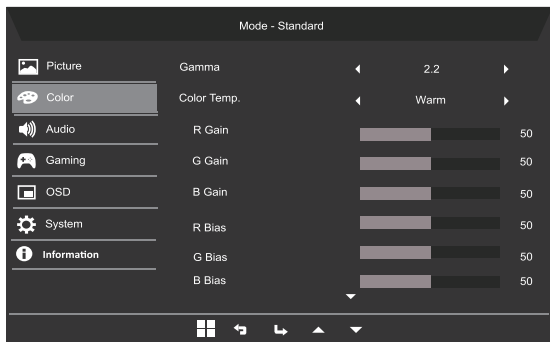 Mode - Standard
Picture
Color
Audio
Gaming
OSD
System
Information
Gamma 2.2
Color Temp. Warm
R Gain 50
G Gain 50
B Gain 50
R Bias 50
G Bias 50
B Bias 50